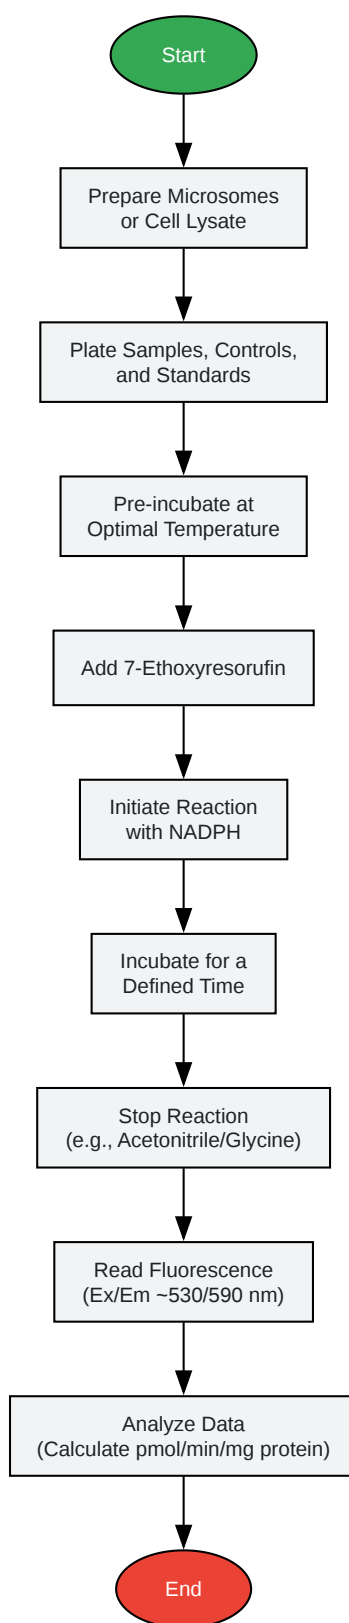 Start
Prepare Microsomes
or Cell Lysate
Plate Samples, Controls,
and Standards
Pre-incubate at
Optimal Temperature
Add 7-Ethoxyresorufin
Initiate Reaction
with NADPH
Incubate for a
Defined Time
Stop Reaction
(e.g., Acetonitrile/Glycine)
Read Fluorescence
(Ex/Em ~530/590 nm)
Analyze Data
(Calculate pmol/min/mg protein)
End